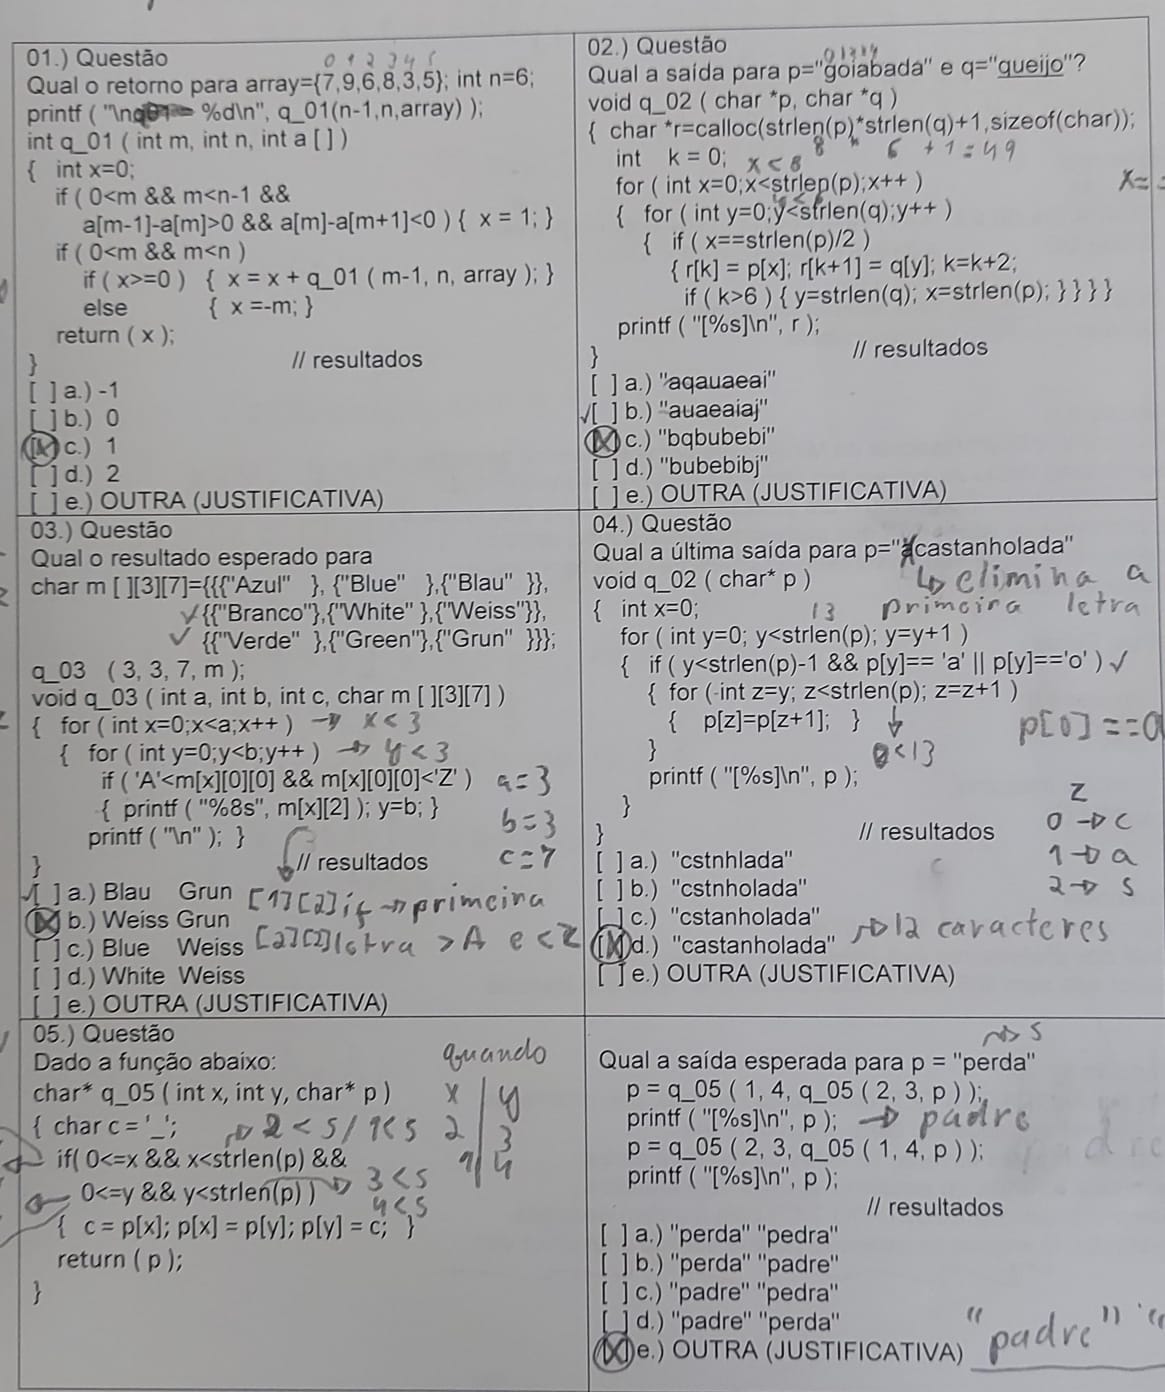 01.) Questão
0 1 2 3 4 5
Qual o retorno para array={7,9,6,8,3,5}; int n=6;
printf ( "\nq01 = %d\n", q_01(n-1,n,array) );
int q_01 ( int m, int n, int a [ ] )
{ int x=0;
if ( 0<m && m<n-1 &&
a[m-1]-a[m]>0 && a[m]-a[m+1]<0 ) { x = 1; }
if ( 0<m && m<n )
if ( x>=0 ) { x = x + q_01 ( m-1, n, array ); }
else { x =-m; }
return ( x );
}
// resultados
[ ] a.) -1
[ ] b.) 0
[X] c.) 1
[ ] d.) 2
[ ] e.) OUTRA (JUSTIFICATIVA)
02.) Questão
0 1 2 3 4
Qual a saída para p="goiabada" e q="queijo"?
void q_02 ( char *p, char *q )
{ char *r=calloc(strlen(p)*strlen(q)+1,sizeof(char));
8 * 6 + 1 = 49
int k = 0; x < 8
for ( int x=0;x<strlen(p);x++ )
x=
y < 6
{ for ( int y=0;y<strlen(q);y++ )
{ if ( x==strlen(p)/2 )
{ r[k] = p[x]; r[k+1] = q[y]; k=k+2;
if ( k>6 ) { y=strlen(q); x=strlen(p); } } } }
printf ( "[%s]\n", r );
}
// resultados
[ ] a.) "aqauaeai"
√[ ] b.) "auaeaiaj"
[X] c.) "bqbubebi"
[ ] d.) "bubebibj"
[ ] e.) OUTRA (JUSTIFICATIVA)
03.) Questão
Qual o resultado esperado para
char m [ ][3][7]={{{"Azul" }, {"Blue" },{"Blau" }},
✓{{"Branco"},{"White" },{"Weiss"}},
✓ {{"Verde" },{"Green"},{"Grun" }}};
q_03 ( 3, 3, 7, m );
void q_03 ( int a, int b, int c, char m [ ][3][7] )
{ for ( int x=0;x<a;x++ ) → x < 3
{ for ( int y=0;y<b;y++ ) → y < 3
if ( 'A'<m[x][0][0] && m[x][0][0]<'Z' ) a = 3
{ printf ( "%8s", m[x][2] ); y=b; }
b = 3
printf ( "\n" ); }
}
// resultados c = 7
√[ ] a.) Blau Grun [1][2] if → primeira
[X] b.) Weiss Grun
[ ] c.) Blue Weiss [2][2] letra > A e < Z
[ ] d.) White Weiss
[ ] e.) OUTRA (JUSTIFICATIVA)
04.) Questão
Qual a última saída para p="acastanholada"
↳ elimina a
void q_02 ( char* p )
{ int x=0; 13 primeira letra
for ( int y=0; y<strlen(p); y=y+1 )
{ if ( y<strlen(p)-1 && p[y]== 'a' || p[y]=='o' ) √
{ for ( int z=y; z<strlen(p); z=z+1 )
{ p[z]=p[z+1]; } ↓ p[0] == a
} 0<13
printf ( "[%s]\n", p );
}
z
}
// resultados 0 → c
[ ] a.) "cstnhlada" 1 → a
[ ] b.) "cstnholada" 2 → s
[ ] c.) "cstanholada"
[X] d.) "castanholada" → 12 caracteres
[ ] e.) OUTRA (JUSTIFICATIVA)
05.) Questão
Dado a função abaixo: quando
char* q_05 ( int x, int y, char* p ) x | y
{ char c = '_'; → 2 < 5 / 1 < 5 2 | 3
if( 0<=x && x<strlen(p) && 1 | 4
0<=y && y<strlen(p) ) → 3 < 5
4 < 5
{ c = p[x]; p[x] = p[y]; p[y] = c; }
return ( p );
}
→ 5
Qual a saída esperada para p = "perda"
p = q_05 ( 1, 4, q_05 ( 2, 3, p ) );
printf ( "[%s]\n", p ); → padre
p = q_05 ( 2, 3, q_05 ( 1, 4, p ) );
printf ( "[%s]\n", p );
// resultados
[ ] a.) "perda" "pedra"
[ ] b.) "perda" "padre"
[ ] c.) "padre" "pedra"
[ ] d.) "padre" "perda"
[X] e.) OUTRA (JUSTIFICATIVA) "padre"